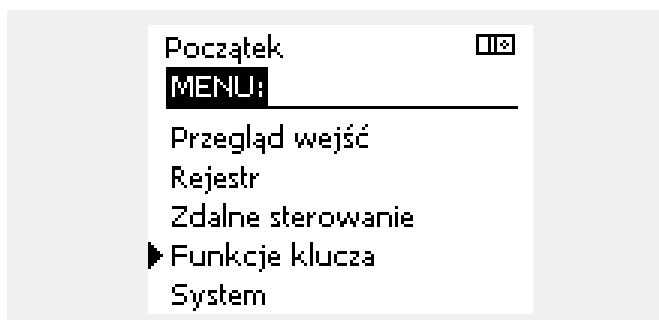 Początek
MENU:
Przegląd wejść
Rejestr
Zdalne sterowanie
Funkcje klucza
System